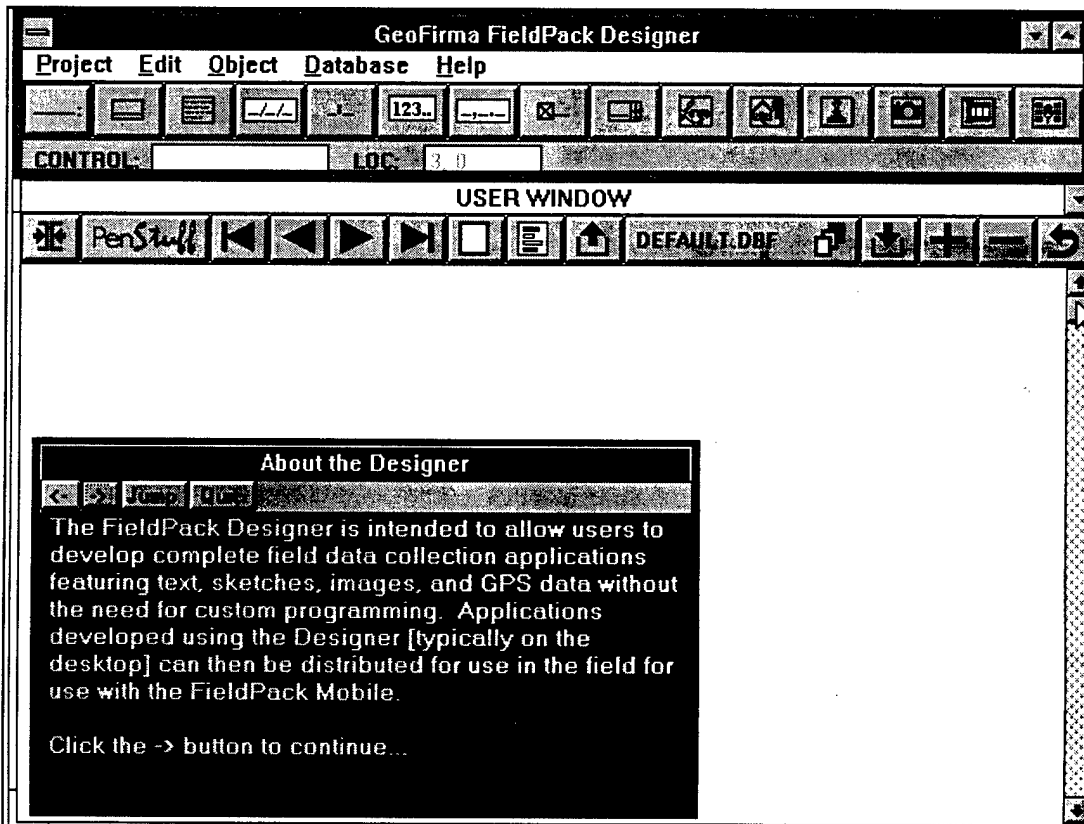 GeoFirma FieldPack Designer
Project Edit Object Database Help
123..
CONTROL: LOC: 3 0
USER WINDOW
PenStuff DEFAULT.DBF
About the Designer
<- -> Jump Quit
The FieldPack Designer is intended to allow users to
develop complete field data collection applications
featuring text, sketches, images, and GPS data without
the need for custom programming. Applications
developed using the Designer [typically on the
desktop] can then be distributed for use in the field for
use with the FieldPack Mobile.
Click the -> button to continue...